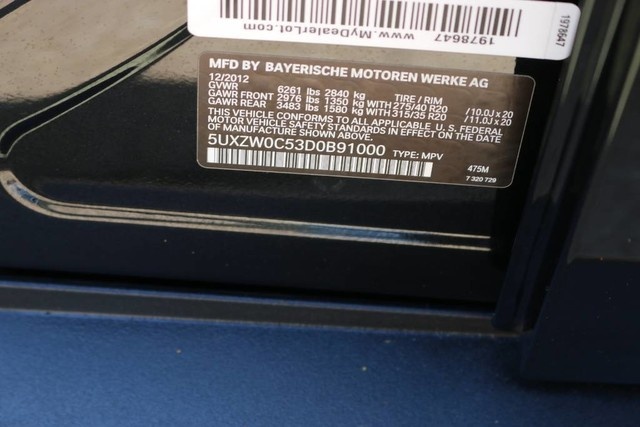 www.MyDealerLot.com
1978647
1978647
MFD BY BAYERISCHE MOTOREN WERKE AG
12/2012
GVWR 6261 lbs 2840 kg TIRE / RIM
GAWR FRONT 2976 lbs 1350 kg WITH 275/40 R20 /10.0J x 20
GAWR REAR 3483 lbs 1580 kg WITH 315/35 R20 /11.0J x 20
THIS VEHICLE CONFORMS TO ALL APPLICABLE U.S. FEDERAL
MOTOR VEHICLE SAFETY STANDARDS IN EFFECT ON THE DATE
OF MANUFACTURE SHOWN ABOVE.
5UXZW0C53D0B91000 TYPE: MPV
475M
7 320 729